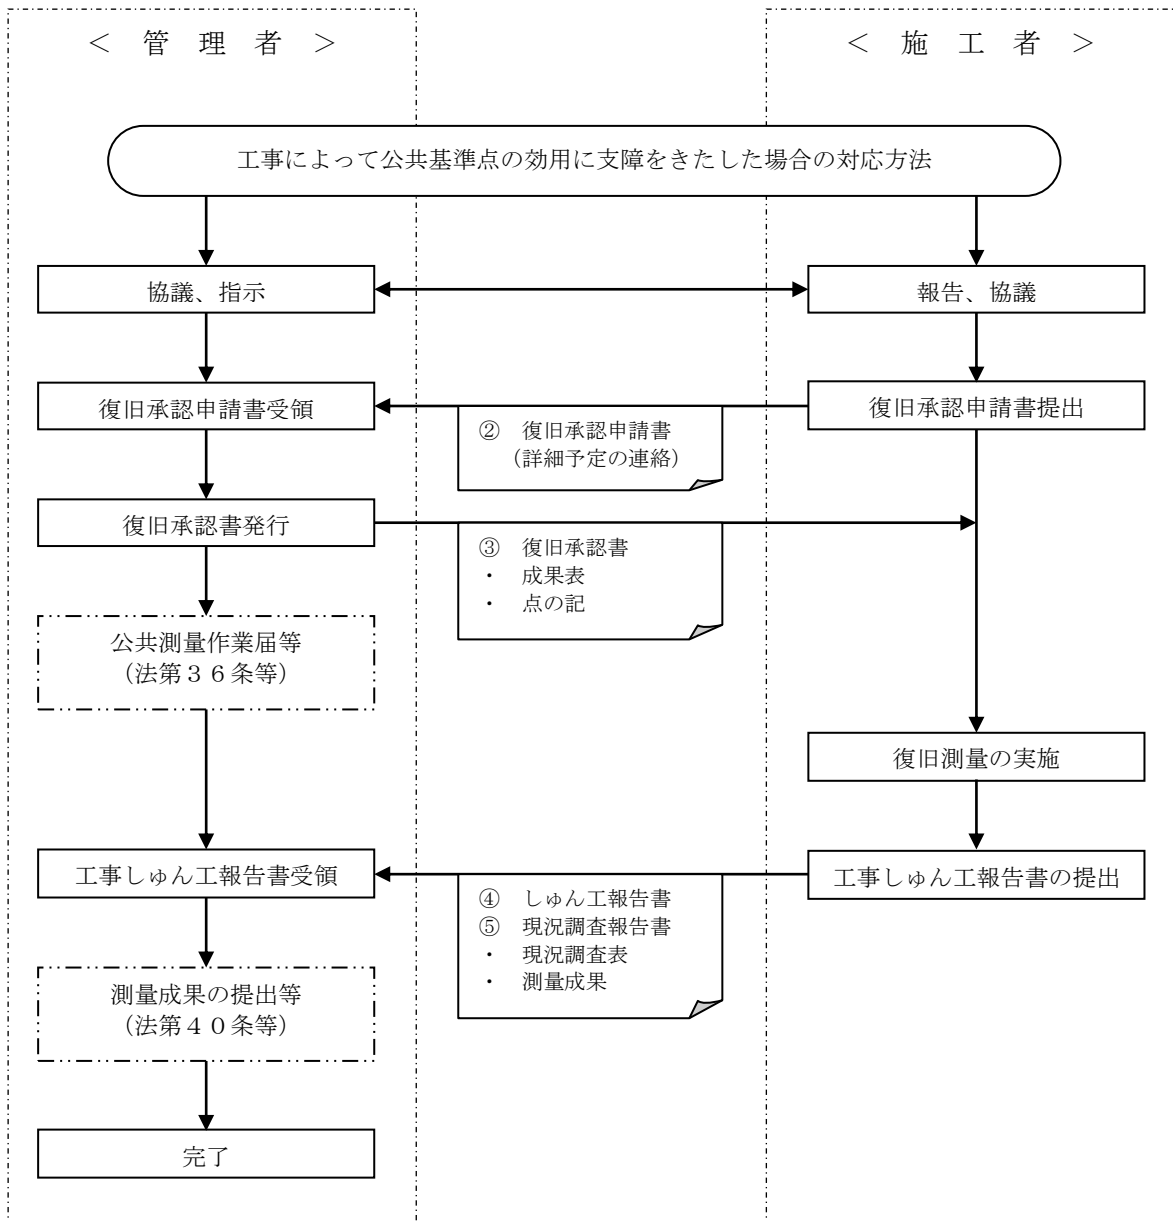 ＜ 管 理 者 ＞
＜ 施 工 者 ＞
工事によって公共基準点の効用に支障をきたした場合の対応方法
協議、指示
報告、協議
復旧承認申請書受領
復旧承認申請書提出
② 復旧承認申請書
（詳細予定の連絡）
復旧承認書発行
③ 復旧承認書
・ 成果表
・ 点の記
公共測量作業届等
（法第３６条等）
復旧測量の実施
工事しゅん工報告書受領
工事しゅん工報告書の提出
④ しゅん工報告書
⑤ 現況調査報告書
・ 現況調査表
・ 測量成果
測量成果の提出等
（法第４０条等）
完了